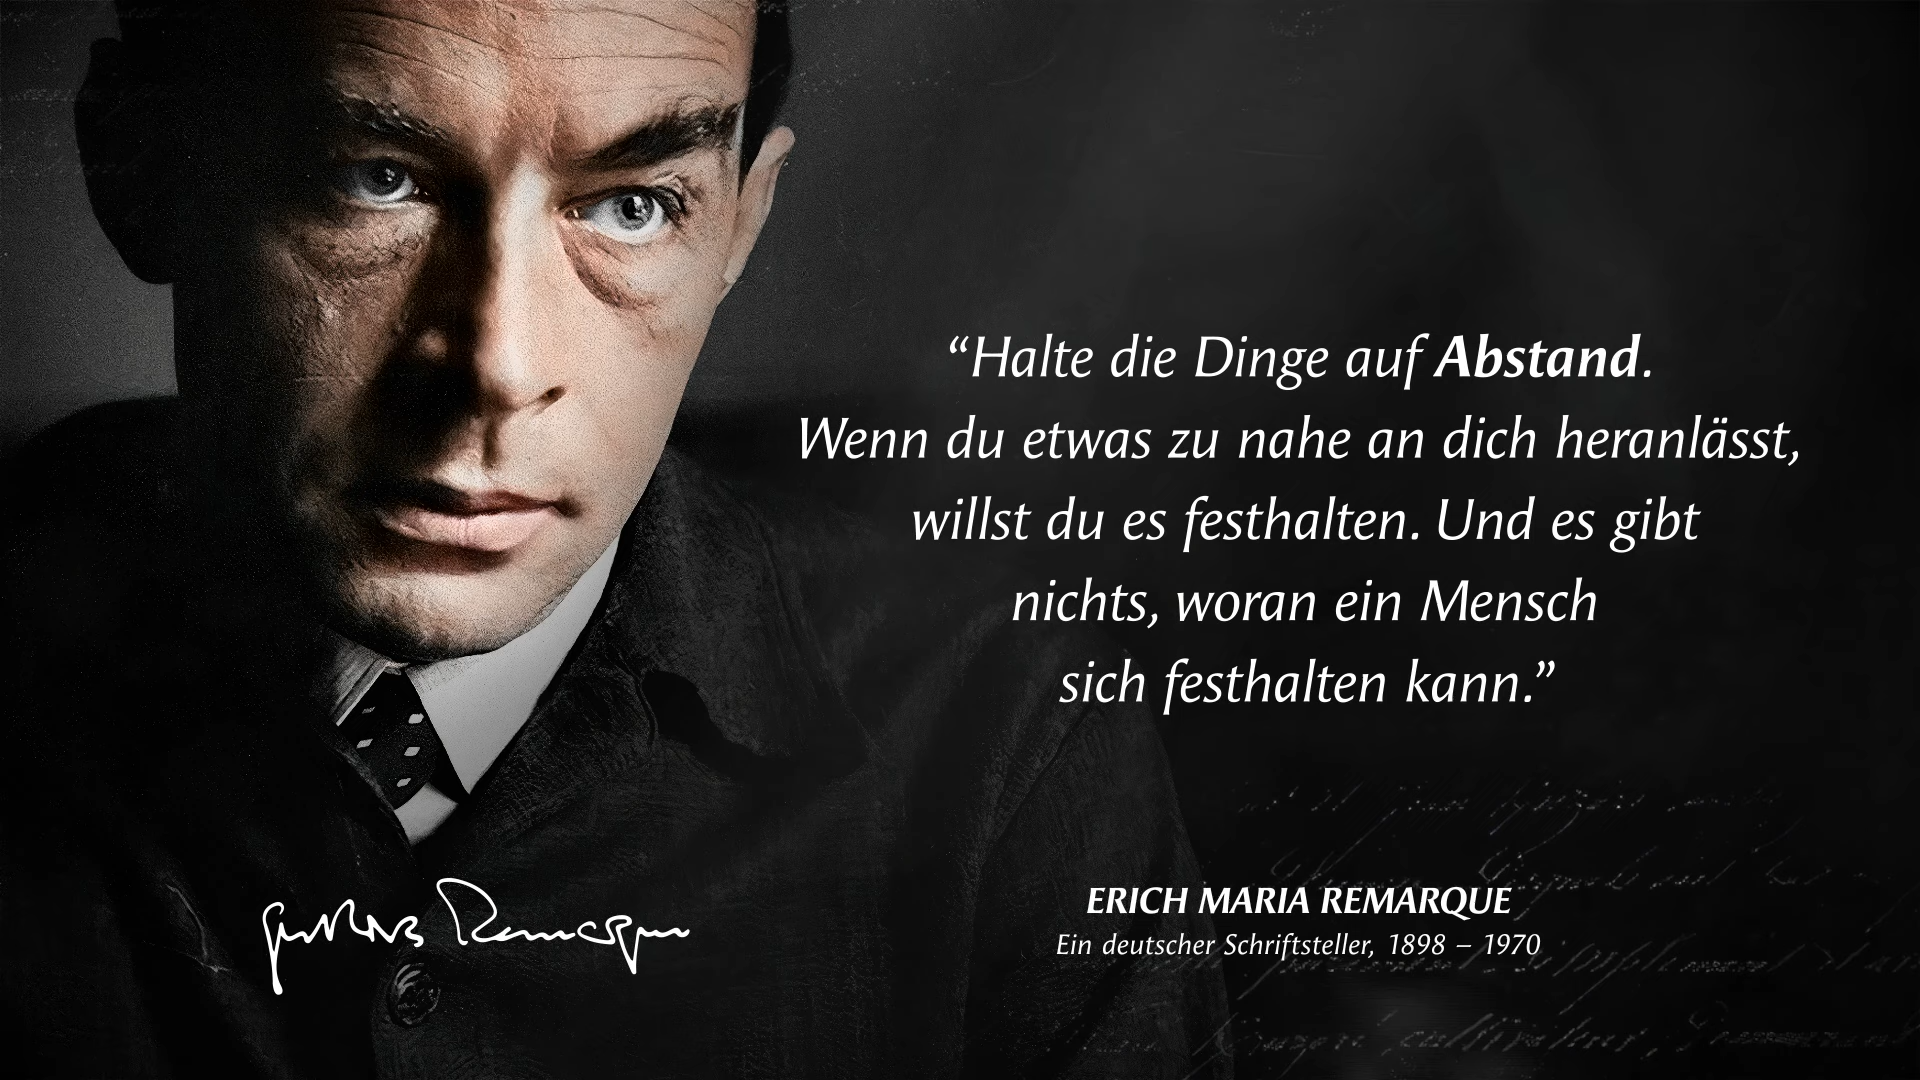 “Halte die Dinge auf Abstand.
Wenn du etwas zu nahe an dich heranlässt,
willst du es festhalten. Und es gibt
nichts, woran ein Mensch
sich festhalten kann.”
Remarque
ERICH MARIA REMARQUE
Ein deutscher Schriftsteller, 1898 – 1970